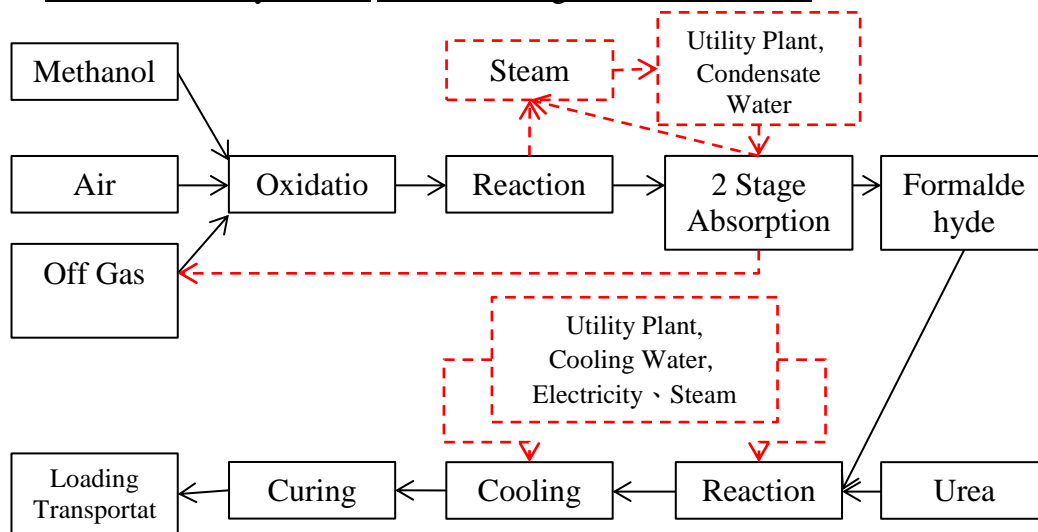 Methanol
Steam
Utility Plant,
Condensate
Water
Air
Oxidatio
Reaction
2 Stage
Absorption
Formalde
hyde
Off Gas
Utility Plant,
Cooling Water,
Electricity、Steam
Loading
Transportat
Curing
Cooling
Reaction
Urea